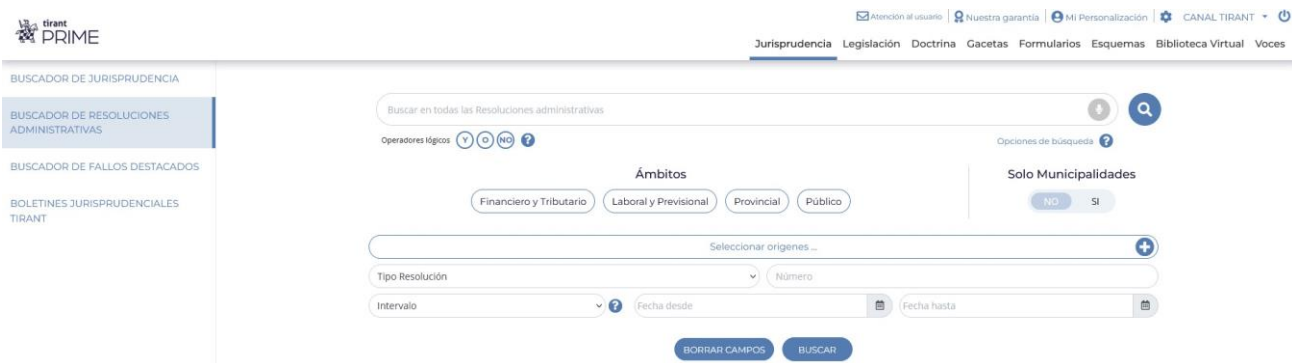 tirant
PRIME
Atención al usuario Nuestra garantía Mi Personalización CANAL TIRANT
Jurisprudencia Legislación Doctrina Gacetas Formularios Esquemas Biblioteca Virtual Voces
BUSCADOR DE JURISPRUDENCIA
BUSCADOR DE RESOLUCIONES
ADMINISTRATIVAS
BUSCADOR DE FALLOS DESTACADOS
BOLETINES JURISPRUDENCIALES
TIRANT
Buscar en todas las Resoluciones administrativas
Operadores lógicos Y O NO ?
Opciones de búsqueda ?
Ámbitos
Financiero y Tributario Laboral y Previsional Provincial Público
Solo Municipalidades
NO SI
Seleccionar origenes ...
Tipo Resolución Número
Intervalo ? Fecha desde Fecha hasta
BORRAR CAMPOS BUSCAR